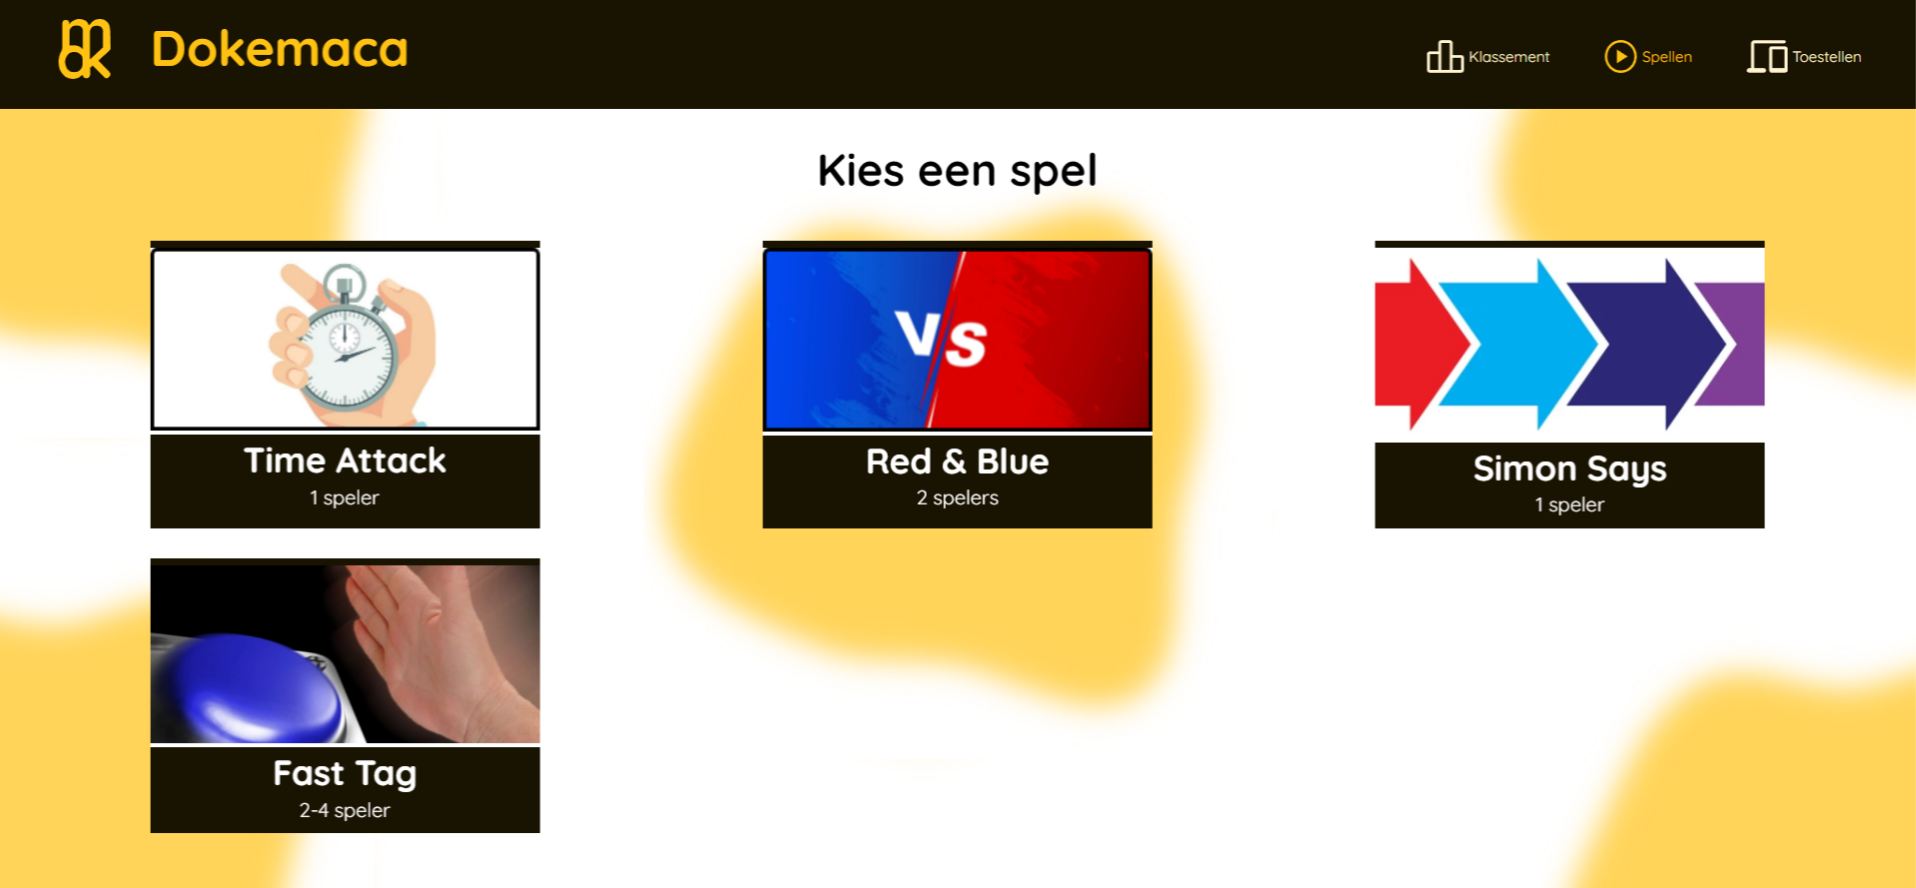 mdk
Dokemaca
Klassement
Spellen
Toestellen
Kies een spel
VS
Time Attack
1 speler
Red & Blue
2 spelers
Simon Says
1 speler
Fast Tag
2-4 speler